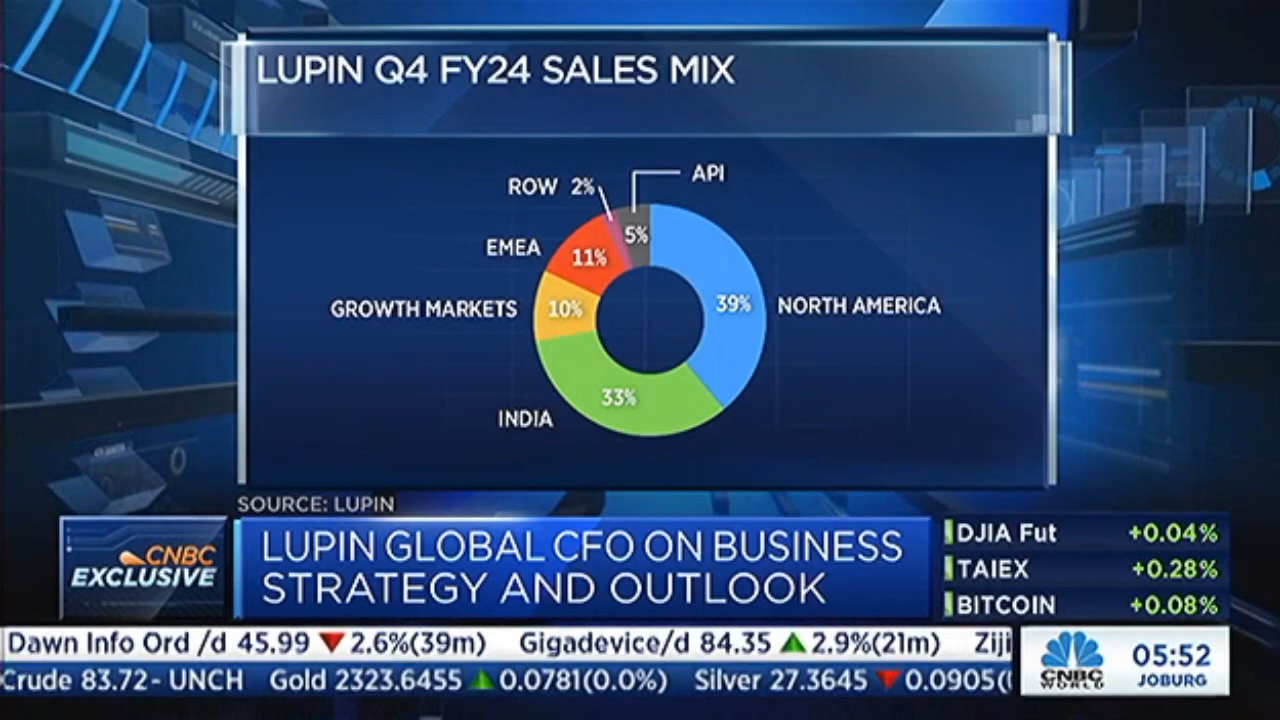 LUPIN Q4 FY24 SALES MIX
ROW 2%
API
5%
EMEA
11%
GROWTH MARKETS
10%
39%
NORTH AMERICA
33%
INDIA
SOURCE: LUPIN
CNBC
EXCLUSIVE
LUPIN GLOBAL CFO ON BUSINESS
STRATEGY AND OUTLOOK
DJIA Fut +0.04%
TAIEX +0.28%
BITCOIN +0.08%
Dawn Info Ord /d 45.99 ▼2.6%(39m) Gigadevice/d 84.35 ▲2.9%(21m)
Crude 83.72- UNCH Gold 2323.6455 ▲0.0781(0.0%) Silver 27.3645 ▼0.0905(
CNBC
WORLD
05:52
JOBURG